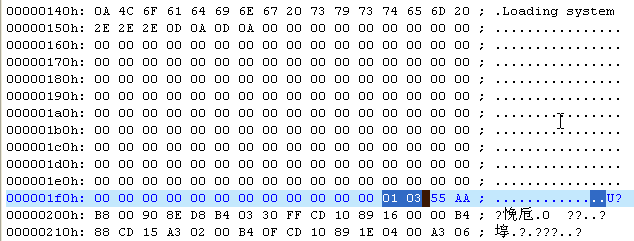 00000140h: 0A 4C 6F 61 64 69 6E 67 20 73 79 73 74 65 6D 20 ; .Loading system
00000150h: 2E 2E 2E 0D 0A 0D 0A 00 00 00 00 00 00 00 00 00 ; ................
00000160h: 00 00 00 00 00 00 00 00 00 00 00 00 00 00 00 00 ; ................
00000170h: 00 00 00 00 00 00 00 00 00 00 00 00 00 00 00 00 ; ................
00000180h: 00 00 00 00 00 00 00 00 00 00 00 00 00 00 00 00 ; ................
00000190h: 00 00 00 00 00 00 00 00 00 00 00 00 00 00 00 00 ; ................
000001a0h: 00 00 00 00 00 00 00 00 00 00 00 00 00 00 00 00 ; ................
000001b0h: 00 00 00 00 00 00 00 00 00 00 00 00 00 00 00 00 ; ................
000001c0h: 00 00 00 00 00 00 00 00 00 00 00 00 00 00 00 00 ; ................
000001d0h: 00 00 00 00 00 00 00 00 00 00 00 00 00 00 00 00 ; ................
000001e0h: 00 00 00 00 00 00 00 00 00 00 00 00 00 00 00 00 ; ................
000001f0h: 00 00 00 00 00 00 00 00 00 00 00 00 01 03 55 AA ; ..............U?
00000200h: B8 00 90 8E D8 B4 03 30 FF CD 10 89 16 00 00 B4 ; ?悗卮.0  ??..?
00000210h: 88 CD 15 A3 02 00 B4 0F CD 10 89 1E 04 00 A3 06 ; .?.???..?